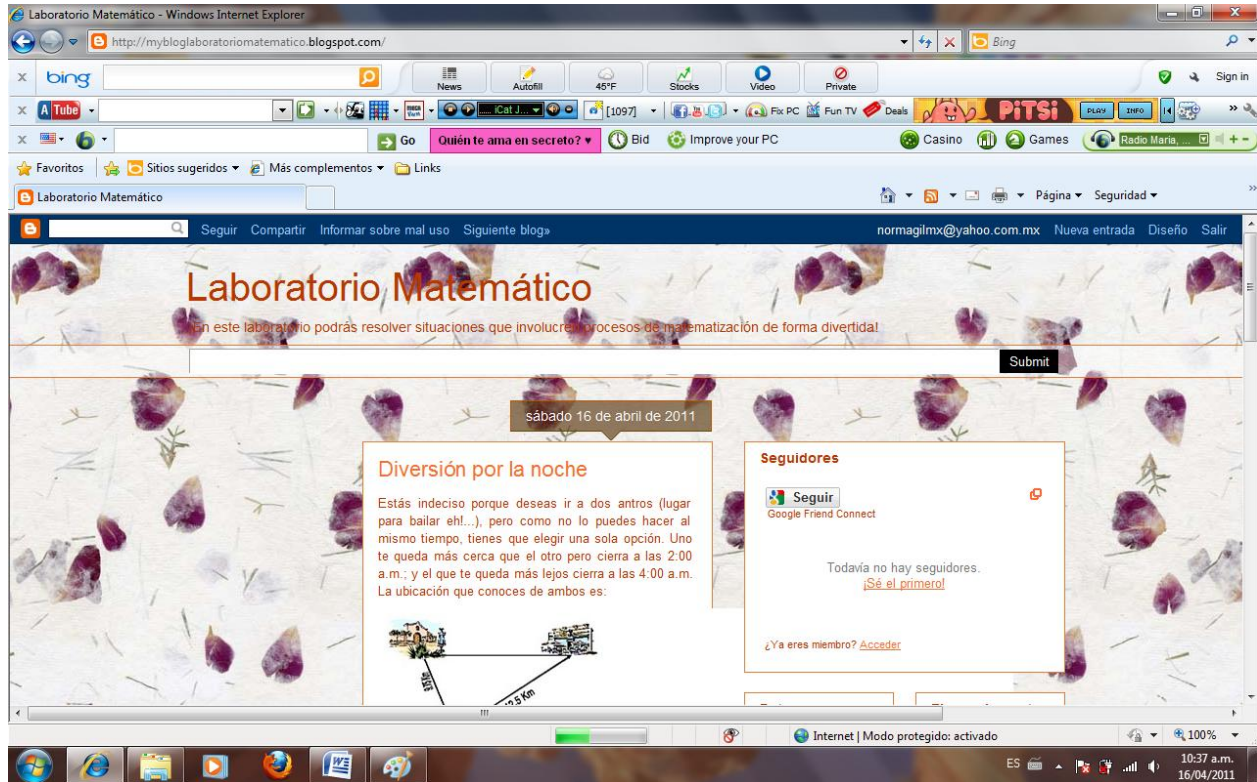 Laboratorio Matemático - Windows Internet Explorer
http://mybloglaboratoriomatematico.blogspot.com/
Bing
bing
News
Autofill
45°F
Stocks
Video
Private
Sign in
A Tube
iCat J...
[1097]
Fix PC
Fun TV
Deals
PiTSi
PLAY
INFO
Go
Quién te ama en secreto? ♥
Bid
Improve your PC
Casino
Games
Radio Maria, ...
Favoritos
Sitios sugeridos
Más complementos
Links
Laboratorio Matemático
Página
Seguridad
Seguir
Compartir
Informar sobre mal uso
Siguiente blog»
normagilmx@yahoo.com.mx
Nueva entrada
Diseño
Salir
Laboratorio Matemático
¡En este laboratorio podrás resolver situaciones que involucren procesos de matematización de forma divertida!
Submit
sábado 16 de abril de 2011
Diversión por la noche
Estás indeciso porque deseas ir a dos antros (lugar
para bailar eh!...), pero como no lo puedes hacer al
mismo tiempo, tienes que elegir una sola opción. Uno
te queda más cerca que el otro pero cierra a las 2:00
a.m.; y el que te queda más lejos cierra a las 4:00 a.m.
La ubicación que conoces de ambos es:
Seguidores
Seguir
Google Friend Connect
Todavía no hay seguidores.
¡Sé el primero!
¿Ya eres miembro? Acceder
Internet | Modo protegido: activado
100%
ES
10:37 a.m.
16/04/2011